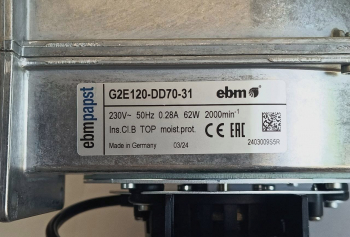 ebmpapst
G2E120-DD70-31 ebm
230V~ 50Hz 0.28A 62W 2000min⁻¹
Ins.Cl.B TOP moist.prot. CE EAC
Made in Germany 03/24
2403009S5R